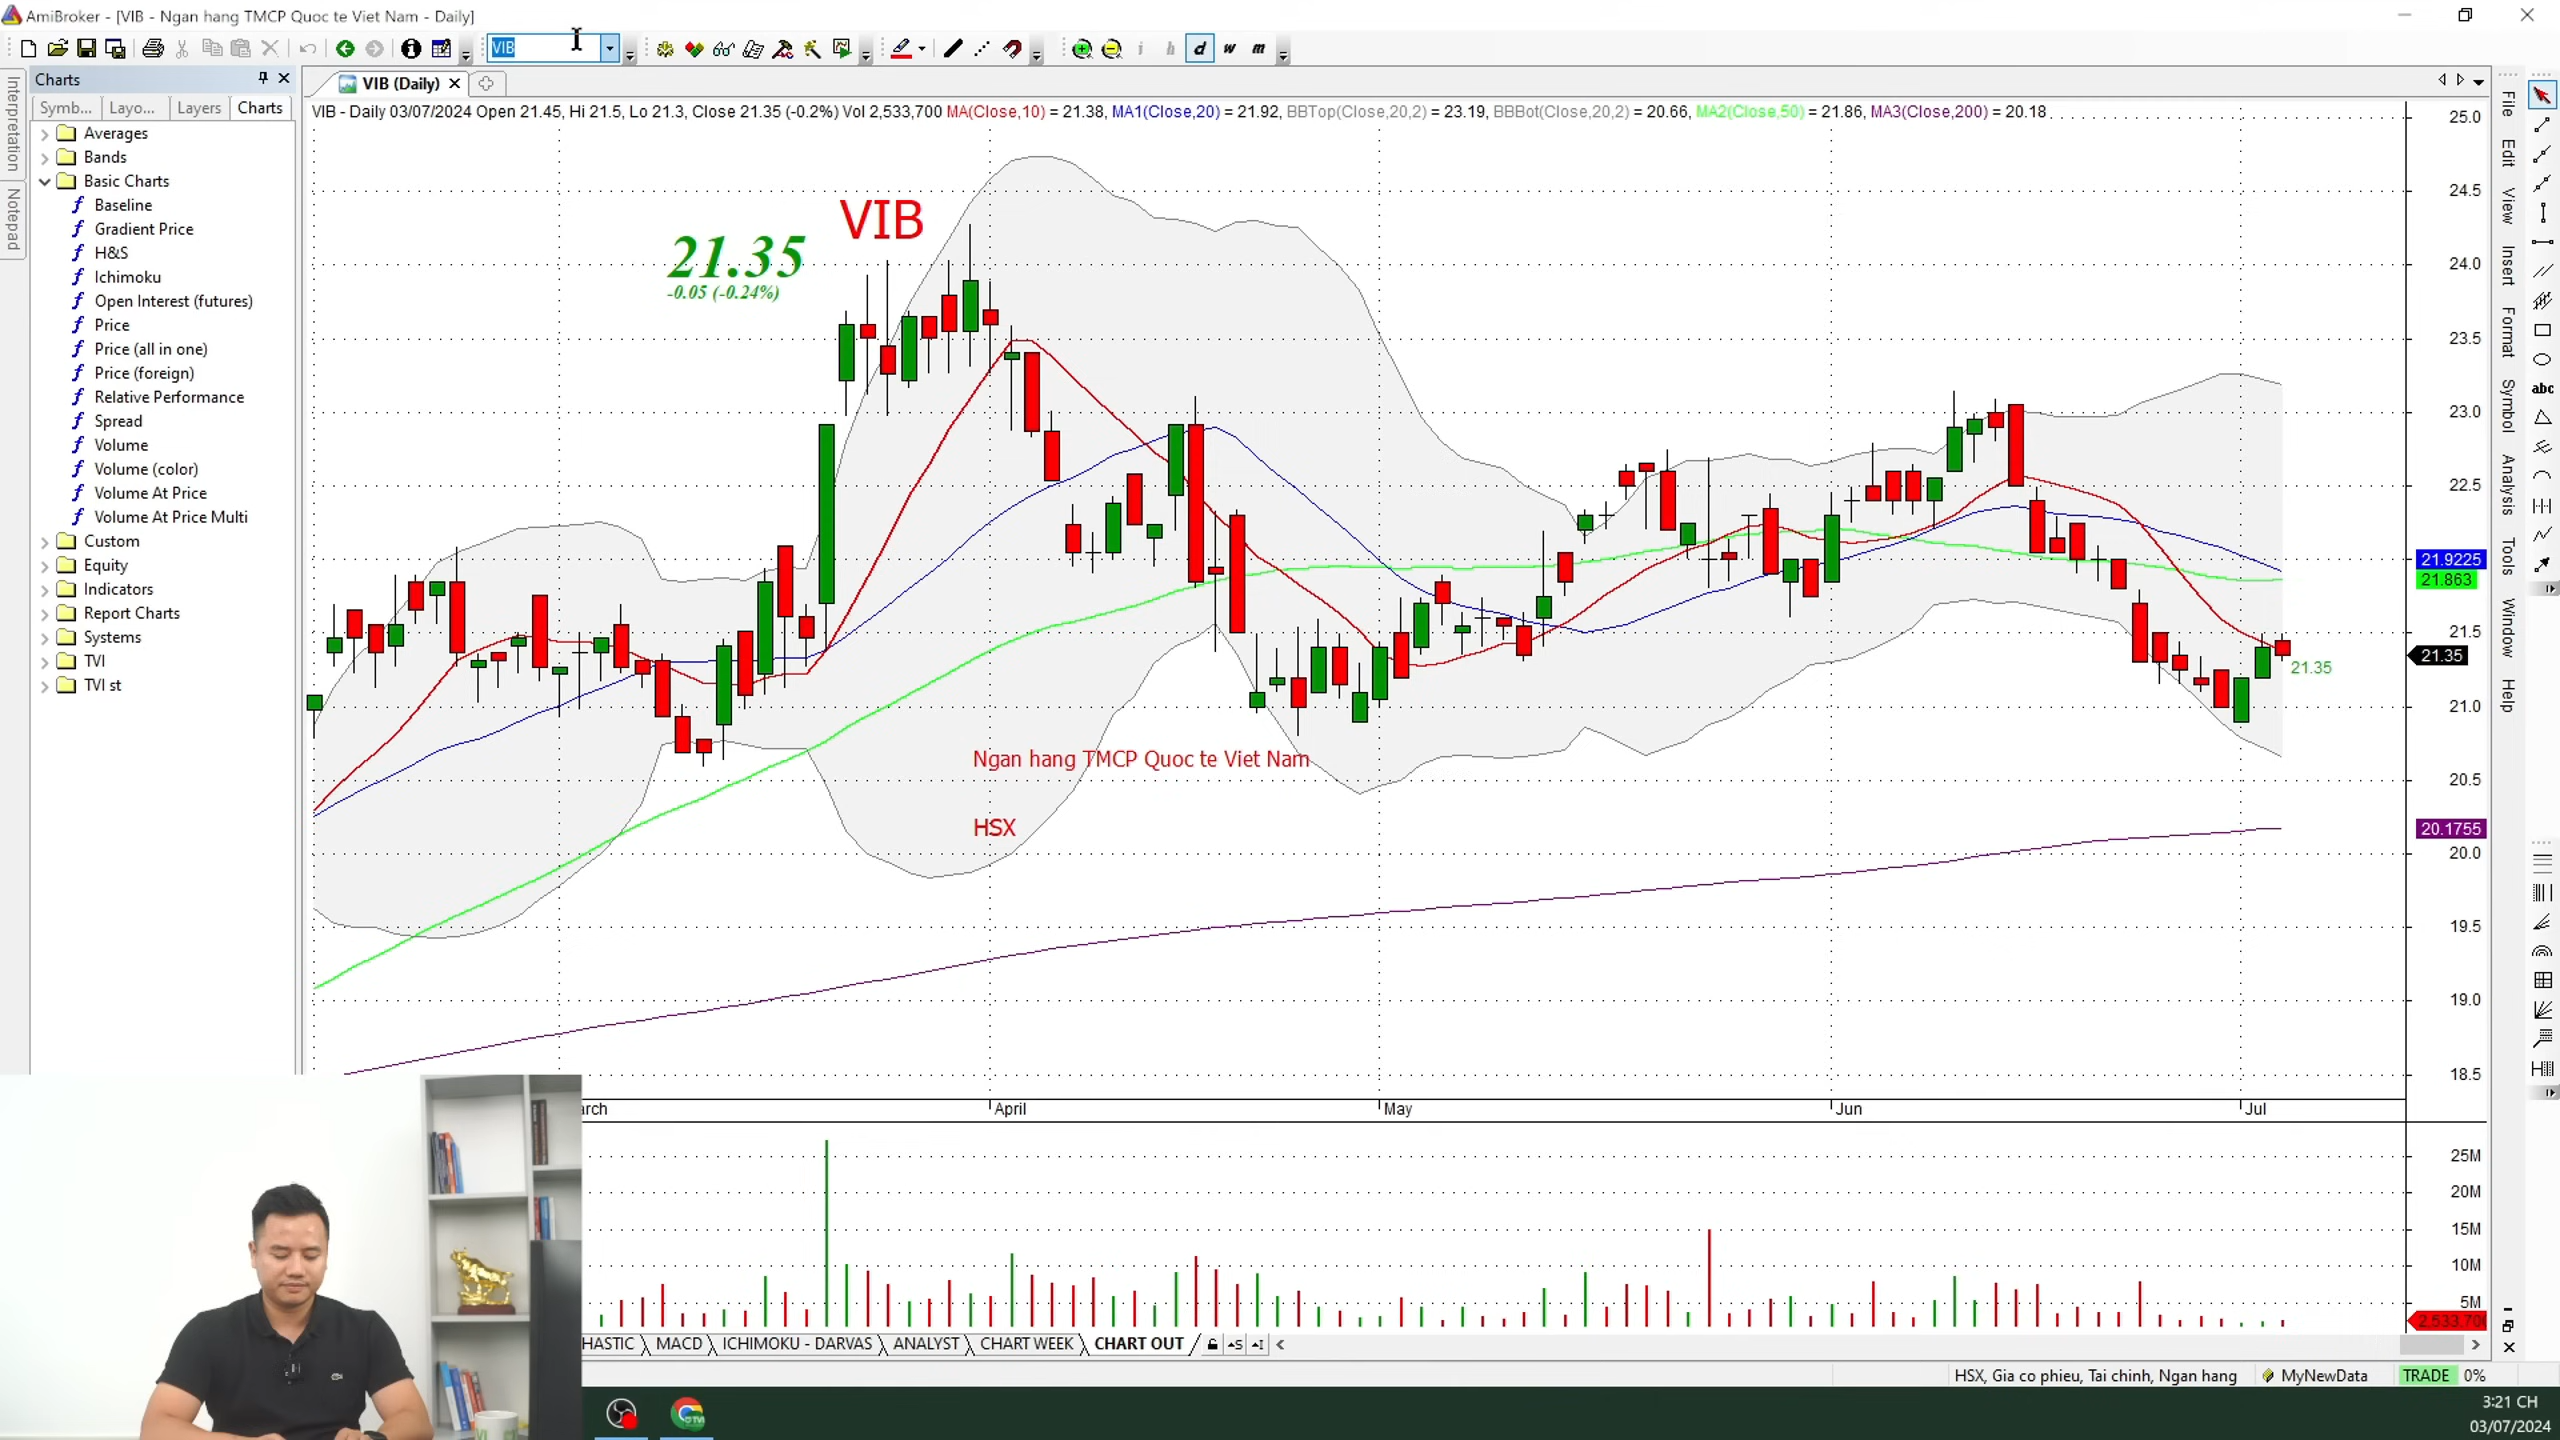 AmiBroker - [VIB - Ngan hang TMCP Quoc te Viet Nam - Daily]
VIB
i h d w m
Charts
VIB (Daily)
Symb... Layo... Layers Charts
Interpretation
Notepad
Averages
Bands
Basic Charts
Baseline
Gradient Price
H&S
Ichimoku
Open Interest (futures)
Price
Price (all in one)
Price (foreign)
Relative Performance
Spread
Volume
Volume (color)
Volume At Price
Volume At Price Multi
Custom
Equity
Indicators
Report Charts
Systems
TVI
TVI st
VIB - Daily 03/07/2024 Open 21.45, Hi 21.5, Lo 21.3, Close 21.35 (-0.2%) Vol 2,533,700 MA(Close,10) = 21.38, MA1(Close,20) = 21.92, BBTop(Close,20,2) = 23.19, BBBot(Close,20,2) = 20.66, MA2(Close,50) = 21.86, MA3(Close,200) = 20.18
VIB
21.35
-0.05 (-0.24%)
Ngan hang TMCP Quoc te Viet Nam
HSX
21.35
25.0
24.5
24.0
23.5
23.0
22.5
22.0
21.9225
21.863
21.5
21.35
21.0
20.5
20.1755
20.0
19.5
19.0
18.5
arch April May Jun Jul
25M
20M
15M
10M
5M
2,533,700
File
Edit
View
Insert
Format
Symbol
Analysis
Tools
Window
Help
abc
HASTIC MACD ICHIMOKU - DARVAS ANALYST CHART WEEK CHART OUT
HSX, Gia co phieu, Tai chinh, Ngan hang MyNewData TRADE 0%
3:21 CH
03/07/2024